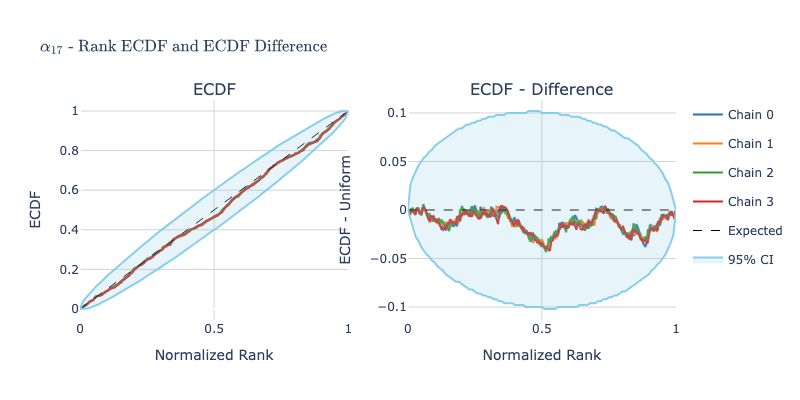 α₁₇ - Rank ECDF and ECDF Difference
ECDF
ECDF - Difference
ECDF
1
0.8
0.6
0.4
0.2
0
0
0.5
1
Normalized Rank
ECDF - Uniform
0.1
0.05
0
−0.05
−0.1
0
0.5
1
Normalized Rank
Chain 0
Chain 1
Chain 2
Chain 3
Expected
95% CI